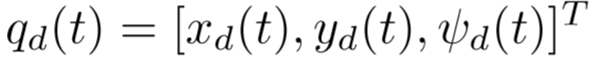 q_d(t) = [x_d(t), y_d(t), ψ_d(t)]^T